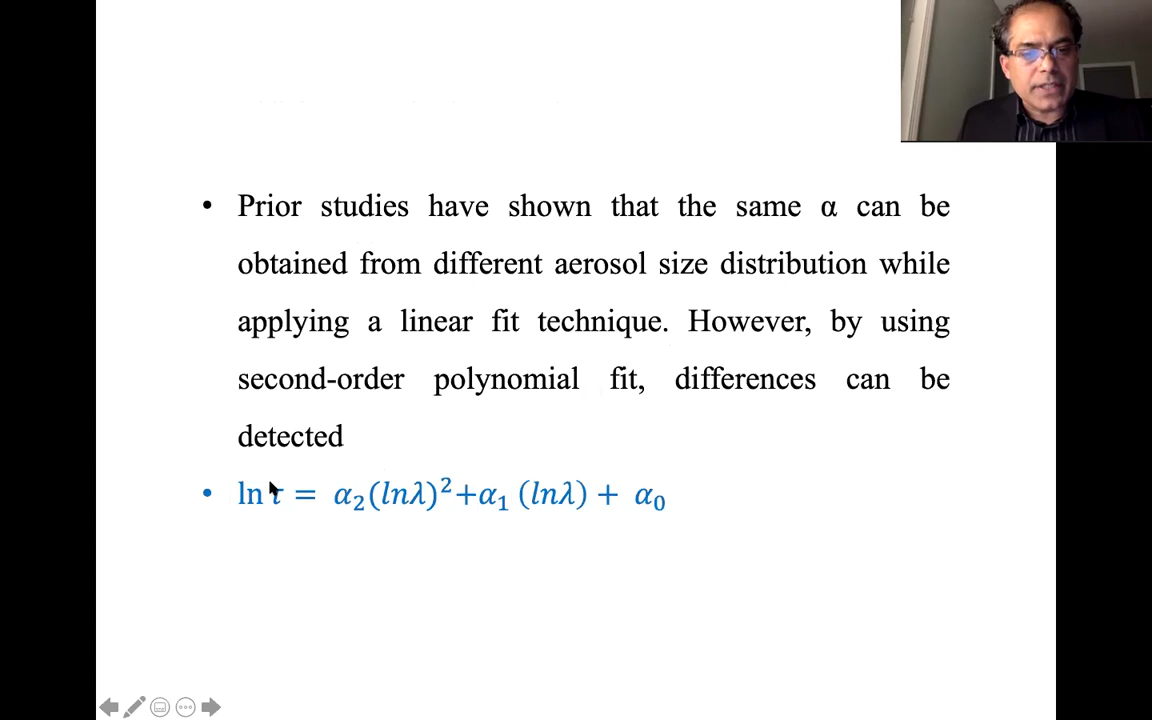 • Prior studies have shown that the same α can be
obtained from different aerosol size distribution while
applying a linear fit technique. However, by using
second-order polynomial fit, differences can be
detected
• ln τ = α₂(lnλ)²+α₁ (lnλ) + α₀